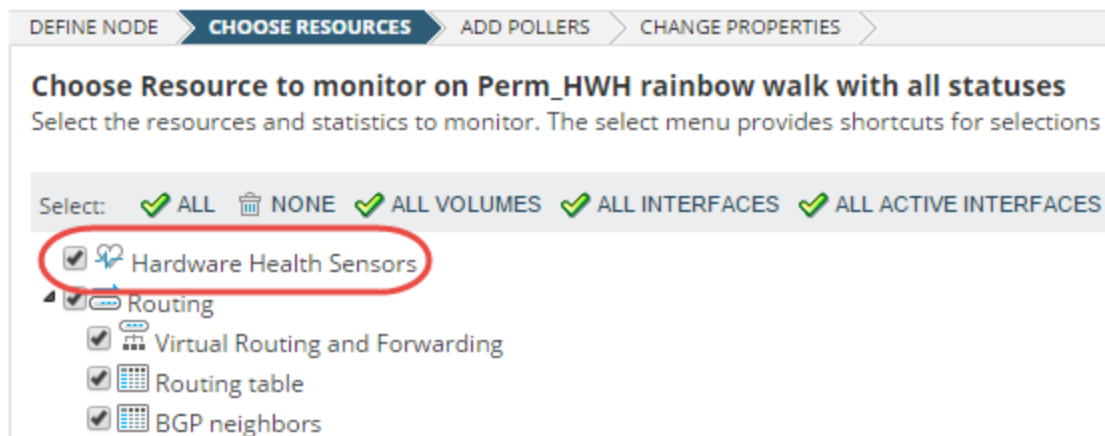 DEFINE NODE CHOOSE RESOURCES ADD POLLERS CHANGE PROPERTIES
Choose Resource to monitor on Perm_HWH rainbow walk with all statuses
Select the resources and statistics to monitor. The select menu provides shortcuts for selections
Select: ALL NONE ALL VOLUMES ALL INTERFACES ALL ACTIVE INTERFACES
Hardware Health Sensors
Routing
Virtual Routing and Forwarding
Routing table
BGP neighbors